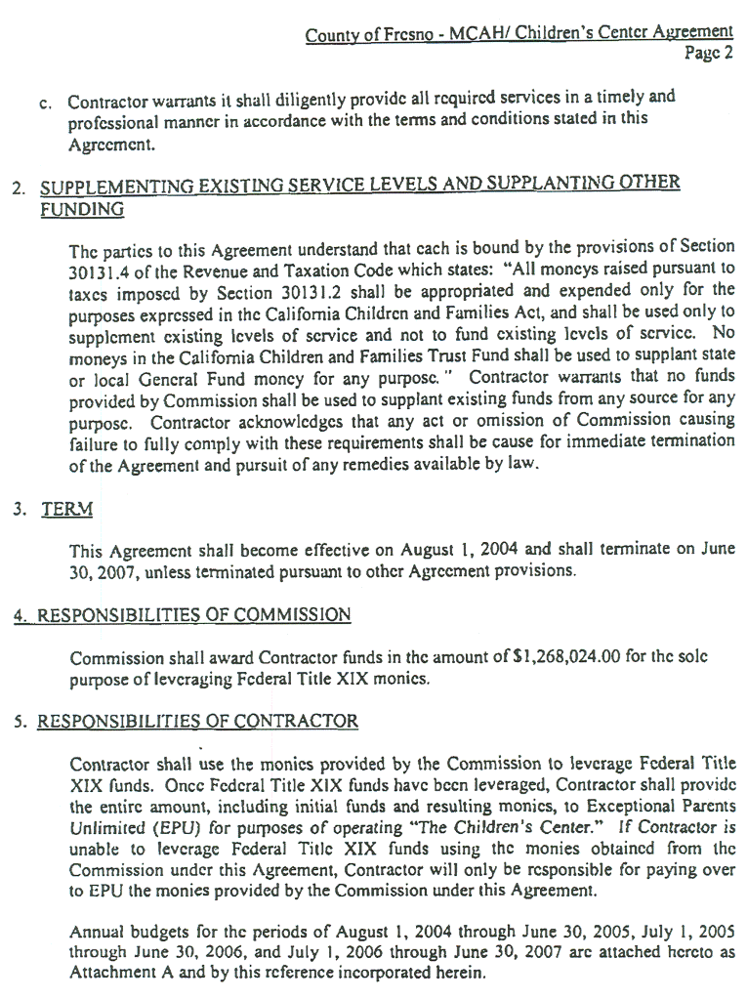 County of Fresno - MCAH/ Children's Center Agreement
Page 2
c. Contractor warrants it shall diligently provide all required services in a timely and
professional manner in accordance with the terms and conditions stated in this
Agreement.
2. SUPPLEMENTING EXISTING SERVICE LEVELS AND SUPPLANTING OTHER
FUNDING
The parties to this Agreement understand that each is bound by the provisions of Section
30131.4 of the Revenue and Taxation Code which states: “All moneys raised pursuant to
taxes imposed by Section 30131.2 shall be appropriated and expended only for the
purposes expressed in the California Children and Families Act, and shall be used only to
supplement existing levels of service and not to fund existing levels of service. No
moneys in the California Children and Families Trust Fund shall be used to supplant state
or local General Fund money for any purpose.” Contractor warrants that no funds
provided by Commission shall be used to supplant existing funds from any source for any
purpose. Contractor acknowledges that any act or omission of Commission causing
failure to fully comply with these requirements shall be cause for immediate termination
of the Agreement and pursuit of any remedies available by law.
3. TERM
This Agreement shall become effective on August 1, 2004 and shall terminate on June
30, 2007, unless terminated pursuant to other Agreement provisions.
4. RESPONSIBILITIES OF COMMISSION
Commission shall award Contractor funds in the amount of $1,268,024.00 for the sole
purpose of leveraging Federal Title XIX monies.
5. RESPONSIBILITIES OF CONTRACTOR
Contractor shall use the monies provided by the Commission to leverage Federal Title
XIX funds. Once Federal Title XIX funds have been leveraged, Contractor shall provide
the entire amount, including initial funds and resulting monies, to Exceptional Parents
Unlimited (EPU) for purposes of operating “The Children's Center.” If Contractor is
unable to leverage Federal Title XIX funds using the monies obtained from the
Commission under this Agreement, Contractor will only be responsible for paying over
to EPU the monies provided by the Commission under this Agreement.
Annual budgets for the periods of August 1, 2004 through June 30, 2005, July 1, 2005
through June 30, 2006, and July 1, 2006 through June 30, 2007 are attached hereto as
Attachment A and by this reference incorporated herein.